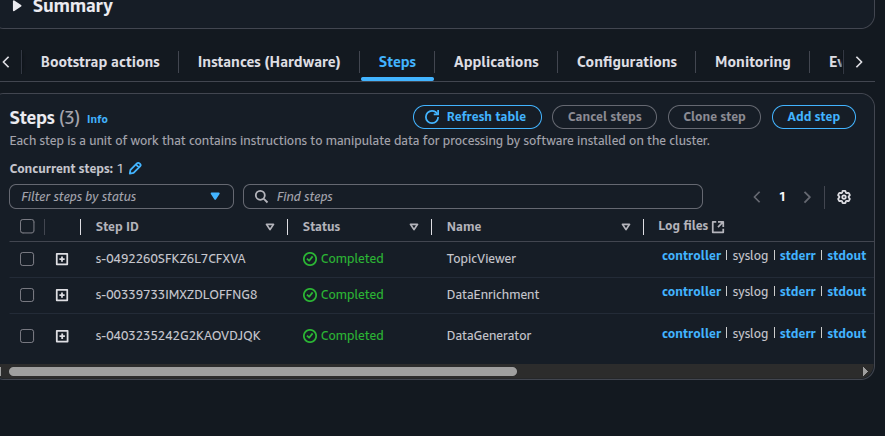 Summary
Bootstrap actions Instances (Hardware) Steps Applications Configurations Monitoring
Steps (3) Info Refresh table Cancel steps Clone step Add step
Each step is a unit of work that contains instructions to manipulate data for processing by software installed on the cluster.
Concurrent steps: 1
Filter steps by status Find steps 1
Step ID Status Name Log files
s-0492260SFKZ6L7CFXVA Completed TopicViewer controller | syslog | stderr | stdout
s-00339733IMXZDLOFFNG8 Completed DataEnrichment controller | syslog | stderr | stdout
s-0403235242G2KAOVDJQK Completed DataGenerator controller | syslog | stderr | stdout